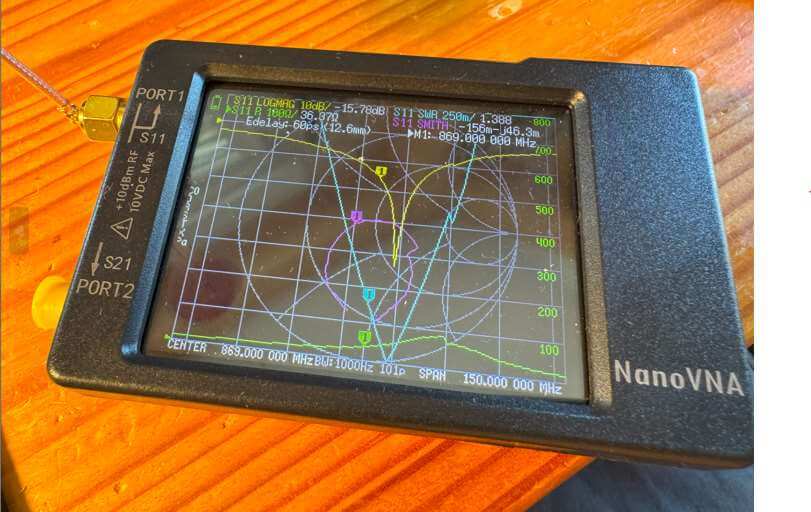 S11 LOGMAG 10dB/ -15.78dB S11 SWR 250m/ 1.388
S11 R 100Ω/ 36.37Ω S11 SMITH -156m-j46.3m
Edelay: 60ps (12.6mm) M1: 869.000 000 MHz
800
700
600
500
400
300
200
100
1
1
1
1
CENTER 869.000 000 MHz BW:1000Hz 101p SPAN 150.000 000 MHz
PORT1
S11
+10dBm RF
10VDC Max
S21
PORT2
NanoVNA